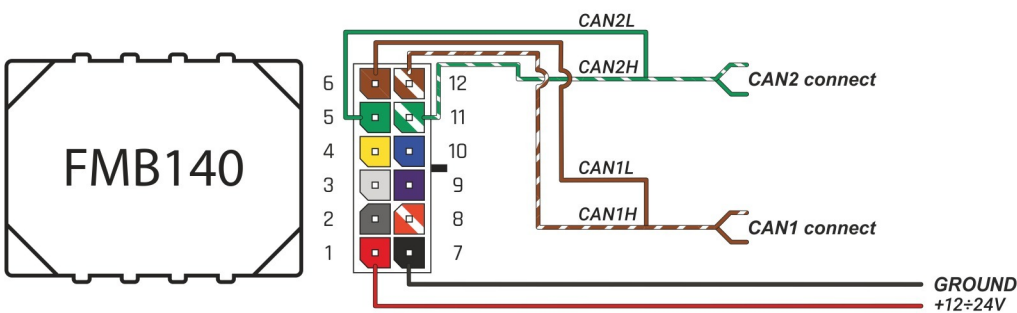 FMB140
CAN2L
CAN2H
CAN2 connect
6 12
5 11
4 10
3 9
2 8
1 7
CAN1L
CAN1H
CAN1 connect
GROUND
+12÷24V